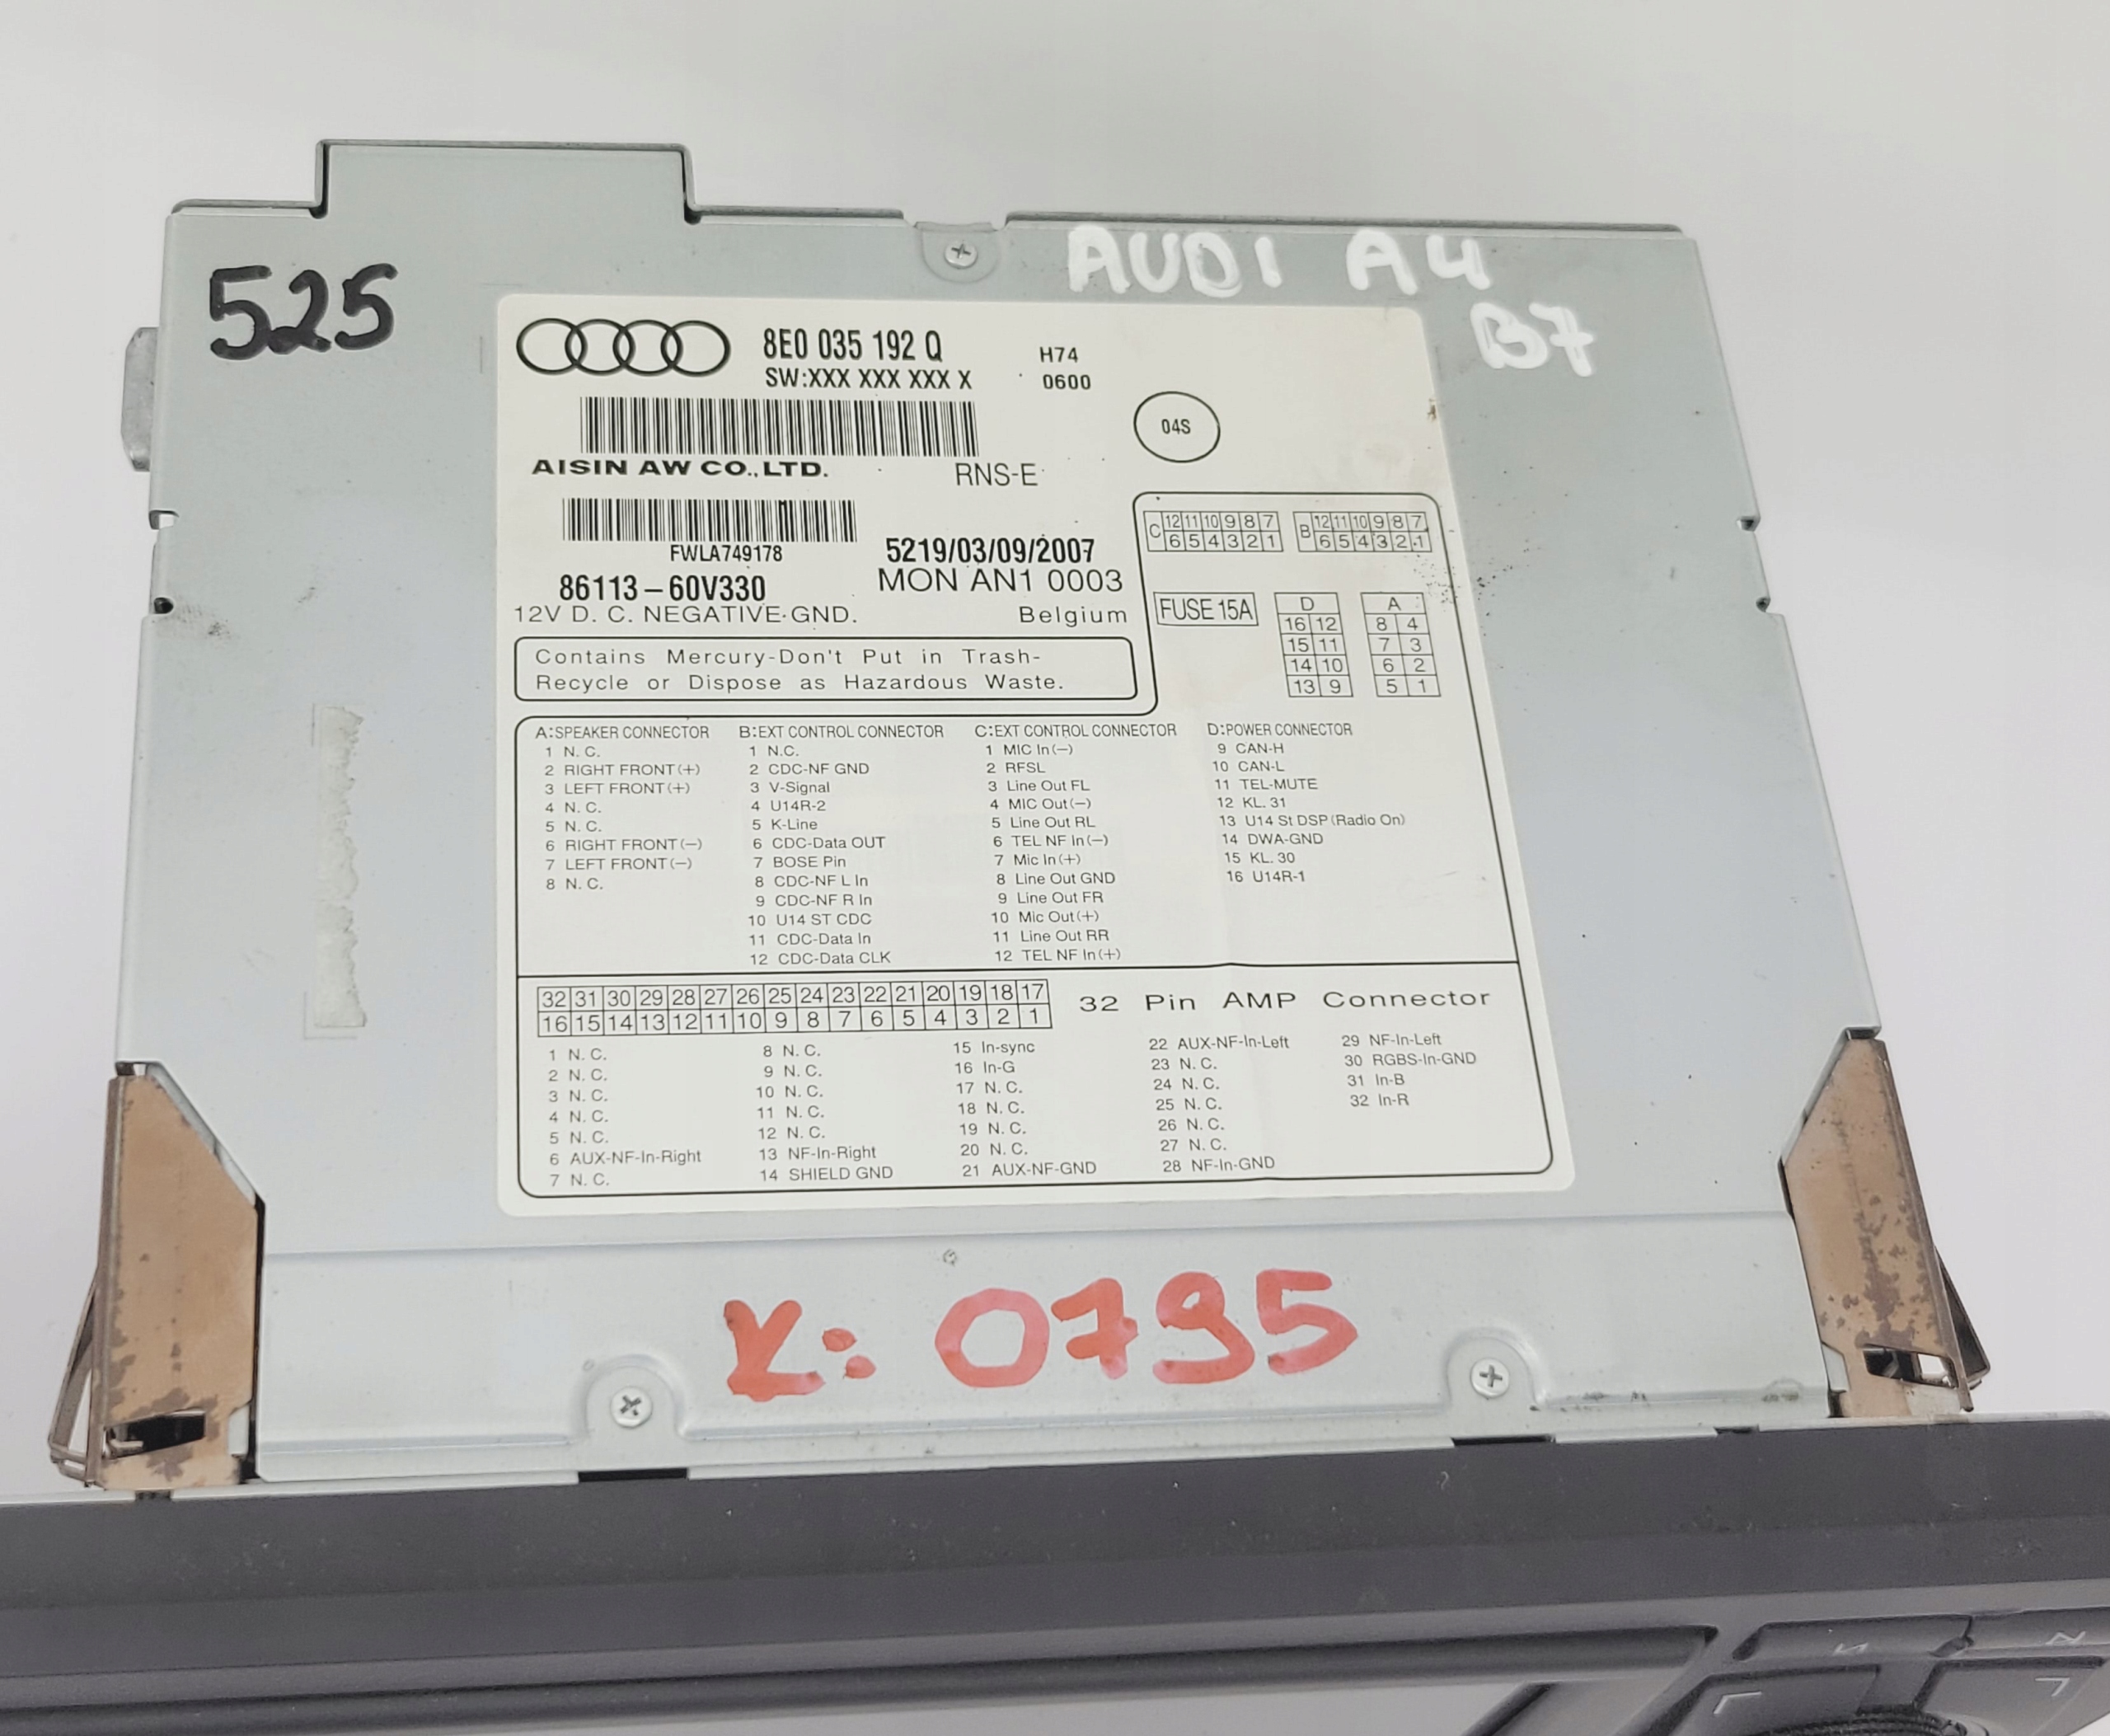 525
AUDI A4
B7
8E0 035 192 Q
SW:XXX XXX XXX X
H74
0600
04S
AISIN AW CO.,LTD.
RNS-E
FWLA749178
5219/03/09/2007
86113-60V330
MON AN1 0003
12V D. C. NEGATIVE-GND.
Belgium
Contains Mercury-Don't Put in Trash-
Recycle or Dispose as Hazardous Waste.
C 12 11 10 9 8 7
6 5 4 3 2 1
B 12 11 10 9 8 7
6 5 4 3 2 1
FUSE 15A
D
16 12
15 11
14 10
13 9
A
8 4
7 3
6 2
5 1
A:SPEAKER CONNECTOR
1 N. C.
2 RIGHT FRONT(+)
3 LEFT FRONT(+)
4 N. C.
5 N. C.
6 RIGHT FRONT(-)
7 LEFT FRONT(-)
8 N. C.
B:EXT CONTROL CONNECTOR
1 N.C.
2 CDC-NF GND
3 V-Signal
4 U14R-2
5 K-Line
6 CDC-Data OUT
7 BOSE Pin
8 CDC-NF L In
9 CDC-NF R In
10 U14 ST CDC
11 CDC-Data In
12 CDC-Data CLK
C:EXT CONTROL CONNECTOR
1 MIC In(-)
2 RFSL
3 Line Out FL
4 MIC Out(-)
5 Line Out RL
6 TEL NF In(-)
7 Mic In(+)
8 Line Out GND
9 Line Out FR
10 Mic Out(+)
11 Line Out RR
12 TEL NF In(+)
D:POWER CONNECTOR
9 CAN-H
10 CAN-L
11 TEL-MUTE
12 KL. 31
13 U14 St DSP(Radio On)
14 DWA-GND
15 KL. 30
16 U14R-1
32 31 30 29 28 27 26 25 24 23 22 21 20 19 18 17
16 15 14 13 12 11 10 9 8 7 6 5 4 3 2 1
32 Pin AMP Connector
1 N. C.
2 N. C.
3 N. C.
4 N. C.
5 N. C.
6 AUX-NF-In-Right
7 N. C.
8 N. C.
9 N. C.
10 N. C.
11 N. C.
12 N. C.
13 NF-In-Right
14 SHIELD GND
15 In-sync
16 In-G
17 N. C.
18 N. C.
19 N. C.
20 N. C.
21 AUX-NF-GND
22 AUX-NF-In-Left
23 N. C.
24 N. C.
25 N. C.
26 N. C.
27 N. C.
28 NF-In-GND
29 NF-In-Left
30 RGBS-In-GND
31 In-B
32 In-R
K: 0795